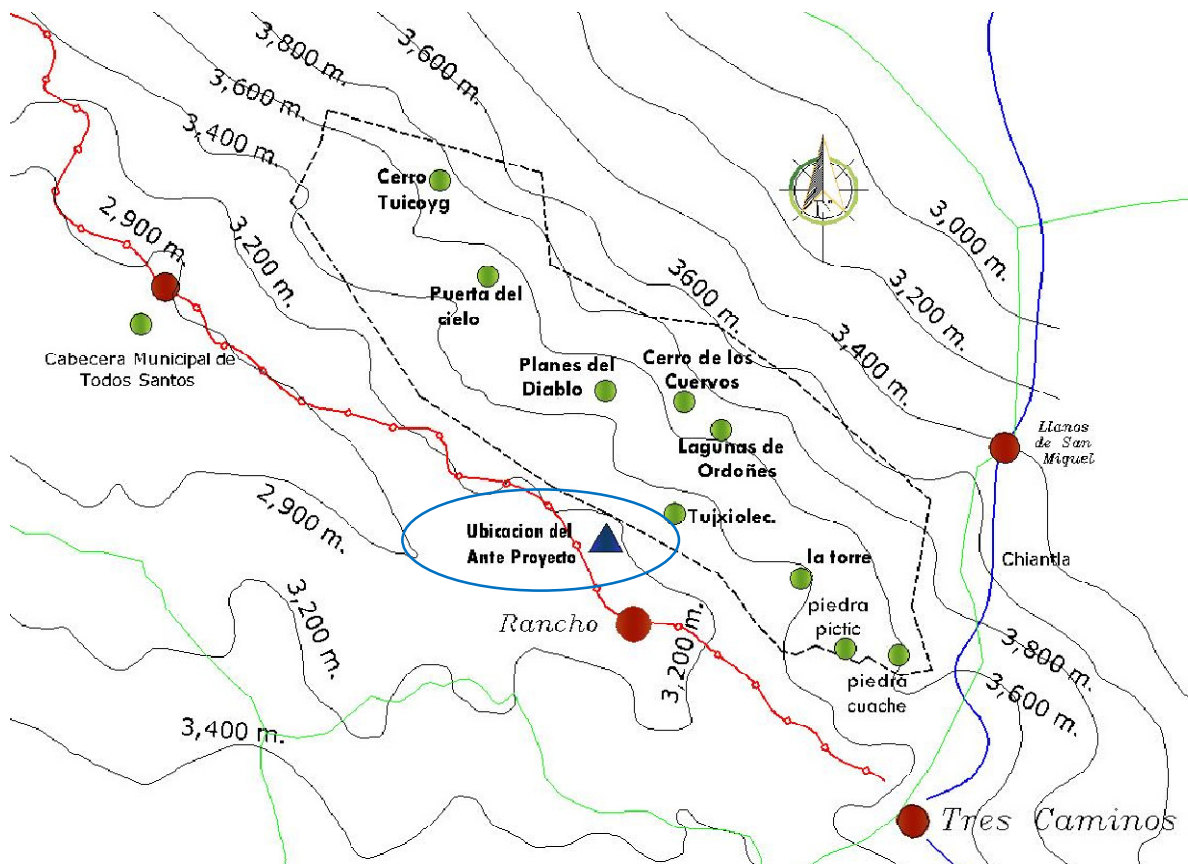 3,800 m.
3,600 m.
3,600 m.
3,400 m.
Cerro
Tuicoyg
2,900 m.
3,200 m.
3,000 m.
3,200 m.
Puerta del
cielo
3600 m.
3,400 m.
Cabecera Municipal de
Todos Santos
Planes del
Diablo
Cerro de los
Cuervos
Lagunas de
Ordoñes
Llanos
de San
Miguel
2,900 m.
Ubicacion del
Ante Proyecto
Tujxiolec.
la torre
Chiantla
3,200 m.
Rancho
3,200 m.
piedra
pictic
piedra
cuache
3,800 m.
3,600 m.
3,400 m.
Tres Caminos